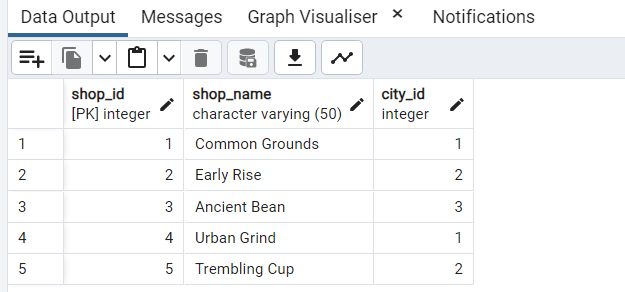 Data Output Messages Graph Visualiser × Notifications
shop_id shop_name city_id
[PK] integer character varying (50) integer
1 1 Common Grounds 1
2 2 Early Rise 2
3 3 Ancient Bean 3
4 4 Urban Grind 1
5 5 Trembling Cup 2